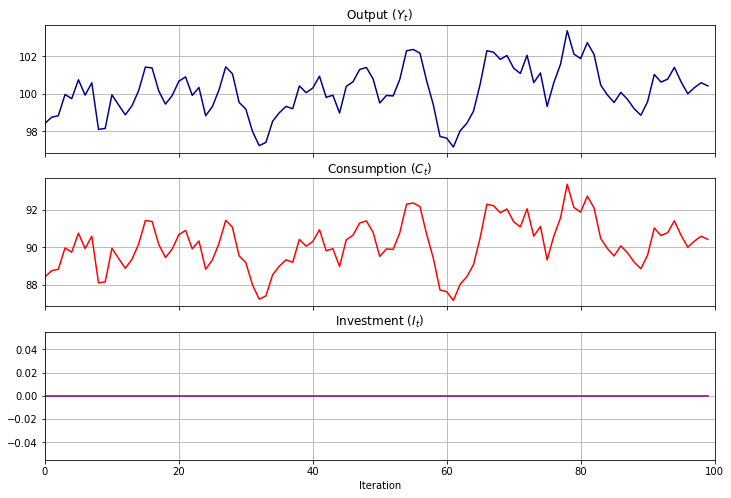 Output (Y_t)
102
100
98
Consumption (C_t)
92
90
88
Investment (I_t)
0.04
0.02
0.00
−0.02
−0.04
0 20 40 60 80 100
Iteration